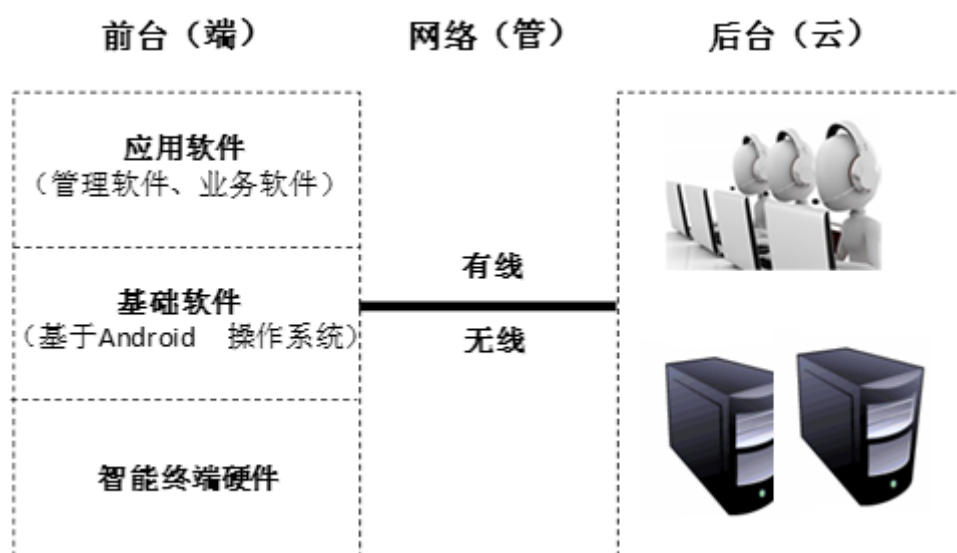 前台（端）
网络（管）
后台（云）
应用软件
（管理软件、业务软件）
基础软件
（基于Android 操作系统）
智能终端硬件
有线
无线